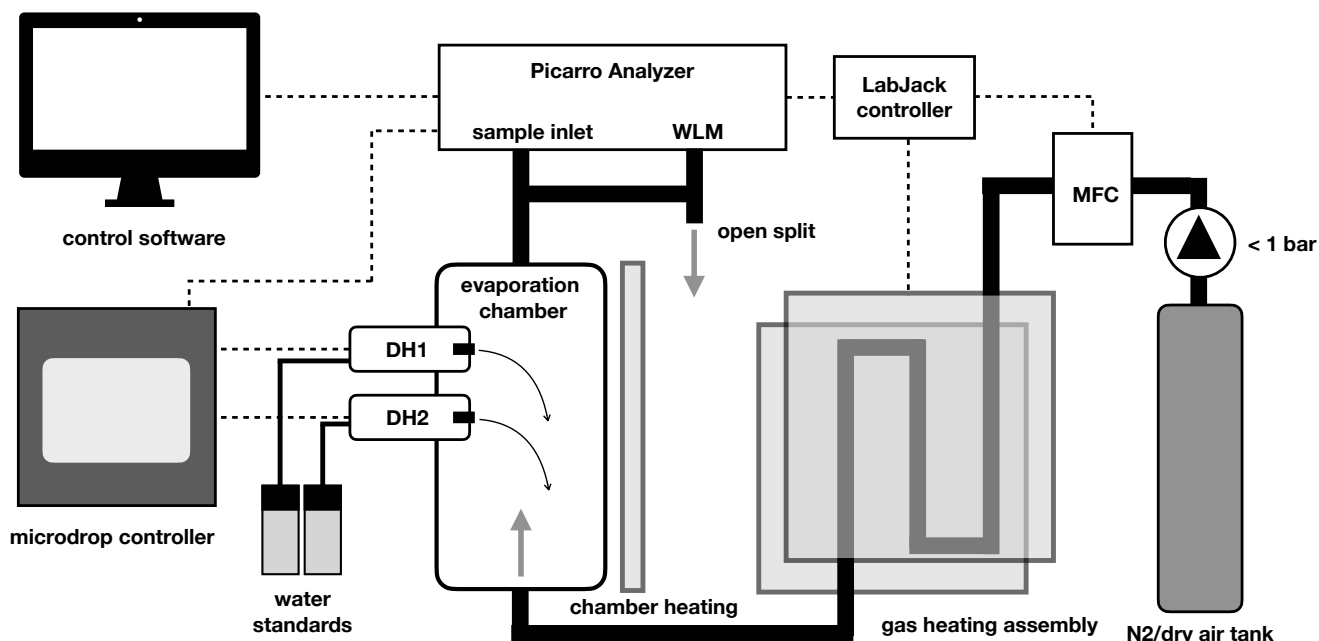 Picarro Analyzer
sample inlet
WLM
LabJack
controller
MFC
control software
open split
< 1 bar
evaporation
chamber
DH1
DH2
microdrop controller
water
standards
chamber heating
gas heating assembly
N2/dry air tank